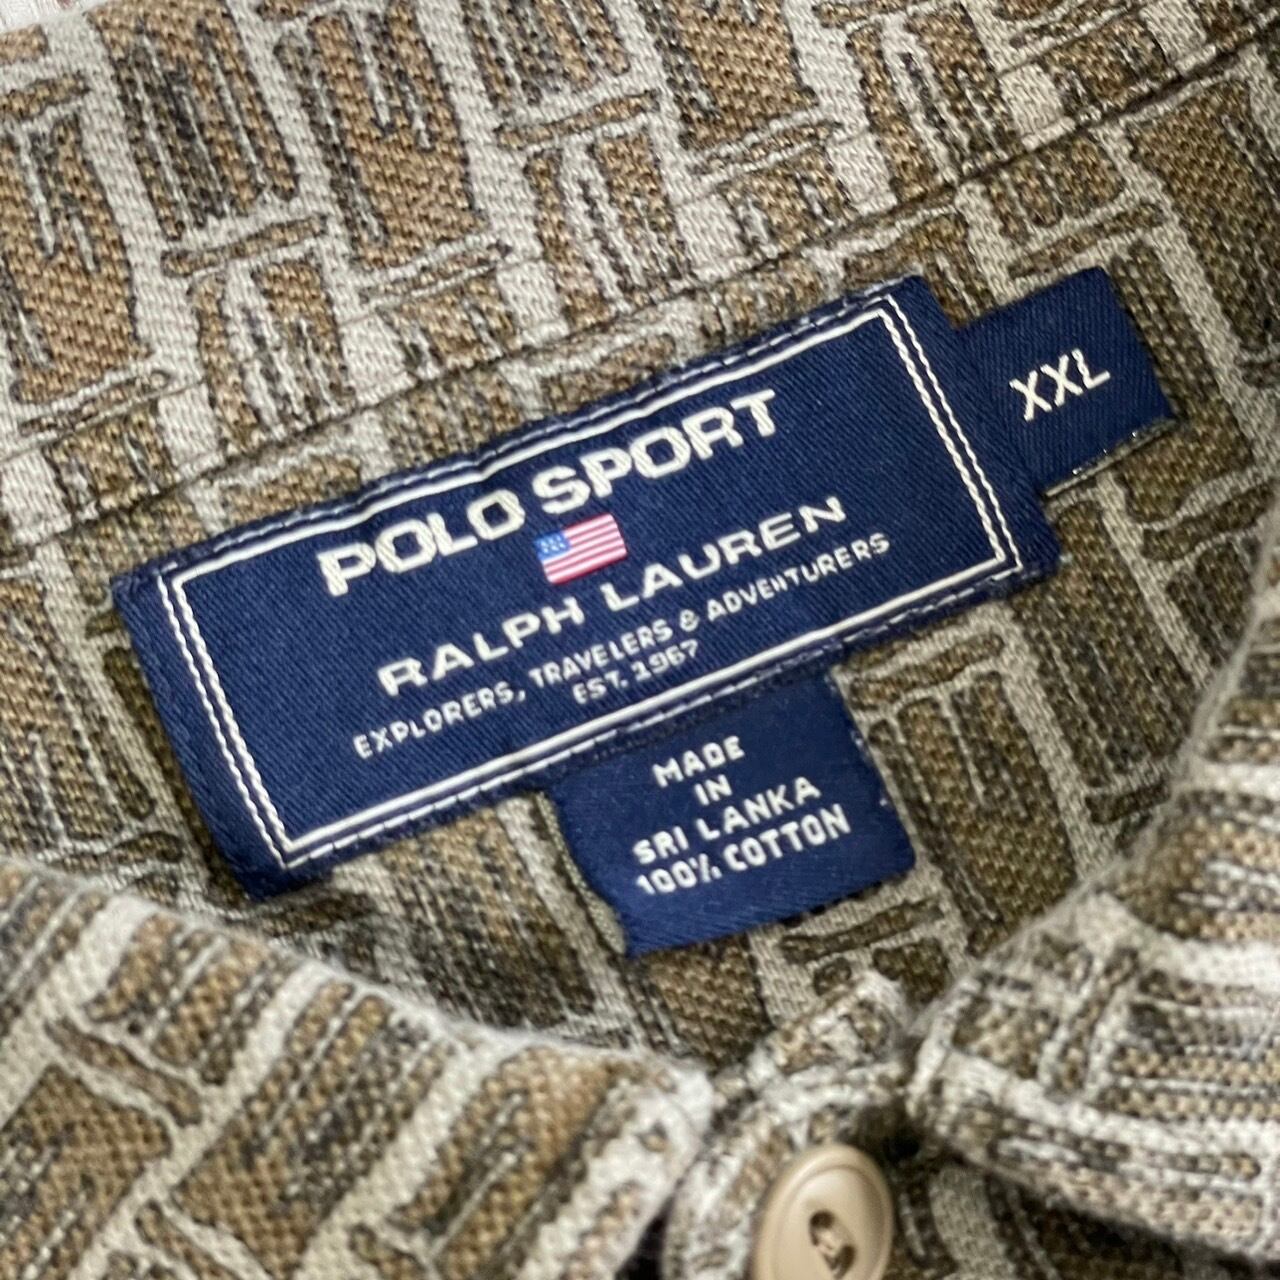 POLO SPORT
RALPH LAUREN
EXPLORERS, TRAVELERS & ADVENTURERS
EST. 1967
XXL
MADE
IN
SRI LANKA
100% COTTON